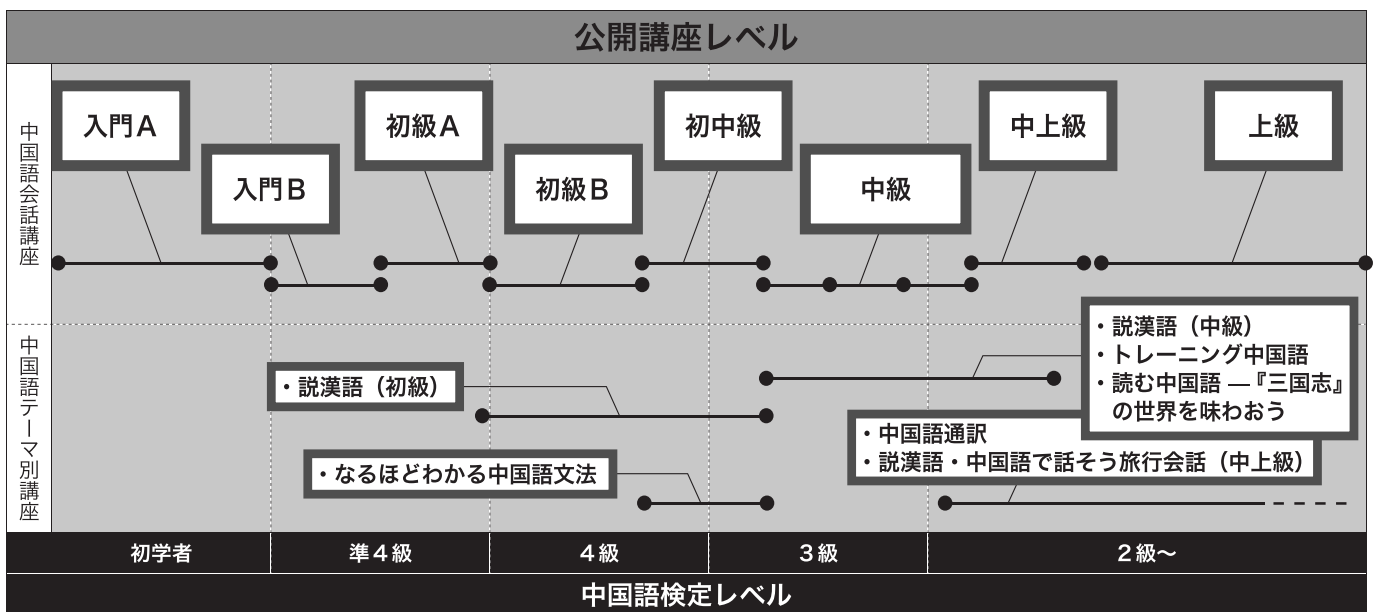 公開講座レベル
中国語会話講座
入門A
入門B
初級A
初級B
初中級
中級
中上級
上級
中国語テーマ別講座
・説漢語（初級）
・なるほどわかる中国語文法
・説漢語（中級）
・トレーニング中国語
・読む中国語 ―『三国志』
の世界を味わおう
・中国語通訳
・説漢語・中国語で話そう旅行会話（中上級）
初学者
準４級
４級
３級
２級～
中国語検定レベル